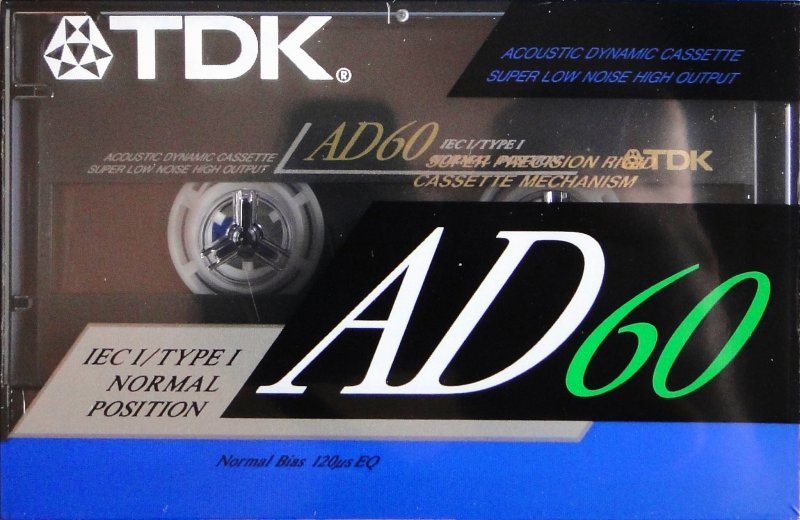 TDK®
ACOUSTIC DYNAMIC CASSETTE
SUPER LOW NOISE HIGH OUTPUT
ACOUSTIC DYNAMIC CASSETTE
SUPER LOW NOISE HIGH OUTPUT
AD60
IEC I/TYPE I
SUPER PRECISION RIGID
CASSETTE MECHANISM
TDK
AD60
IEC I/TYPE I
NORMAL
POSITION
Normal Bias 120µs EQ